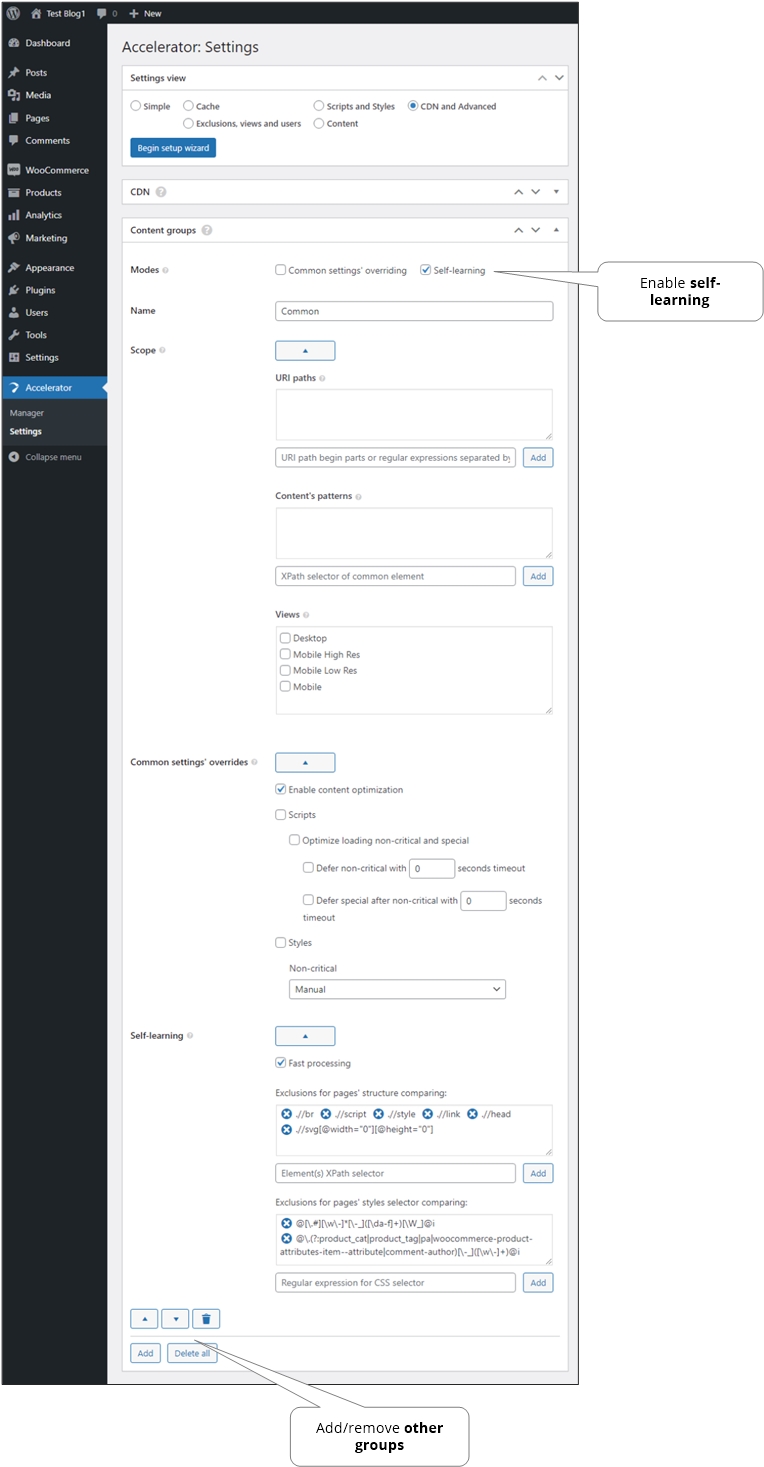 Test Blog1 0 New
Dashboard
Posts
Media
Pages
Comments
WooCommerce
Products
Analytics
Marketing
Appearance
Plugins
Users
Tools
Settings
Accelerator
Manager
Settings
Collapse menu
Accelerator: Settings
Settings view
Simple Cache Scripts and Styles CDN and Advanced
Exclusions, views and users Content
Begin setup wizard
CDN ?
Content groups ?
Modes ? Common settings' overriding Self-learning
Enable self-
learning
Name Common
Scope ?
URI paths ?
URI path begin parts or regular expressions separated by Add
Content's patterns ?
XPath selector of common element Add
Views ?
Desktop
Mobile High Res
Mobile Low Res
Mobile
Common settings' overrides ?
Enable content optimization
Scripts
Optimize loading non-critical and special
Defer non-critical with 0 seconds timeout
Defer special after non-critical with 0 seconds
timeout
Styles
Non-critical
Manual
Self-learning ?
Fast processing
Exclusions for pages' structure comparing:
.//br .//script .//style .//link .//head
.//svg[@width="0"][@height="0"]
Element(s) XPath selector Add
Exclusions for pages' styles selector comparing:
@[\.#][\w\-]*[\-_]([\da-f]+)[\W_]@i
@\.(?:product_cat|product_tag|pa|woocommerce-product-
attributes-item--attribute|comment-author)[\-_]([\w\-]+)@i
Regular expression for CSS selector Add
Add Delete all
Add/remove other
groups